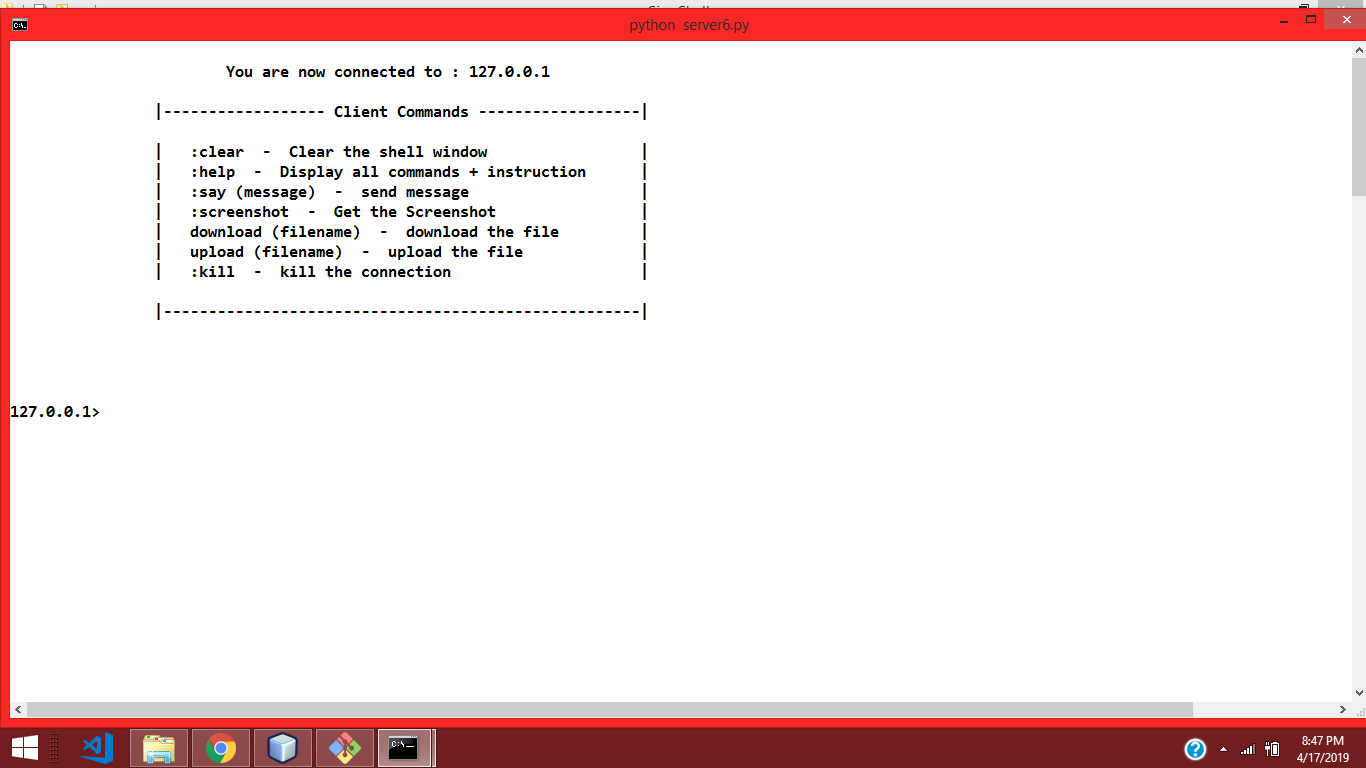 python server6.py
You are now connected to : 127.0.0.1
|------------------ Client Commands ------------------|
| :clear - Clear the shell window |
| :help - Display all commands + instruction |
| :say (message) - send message |
| :screenshot - Get the Screenshot |
| download (filename) - download the file |
| upload (filename) - upload the file |
| :kill - kill the connection |
|-----------------------------------------------------|
127.0.0.1>
8:47 PM
4/17/2019